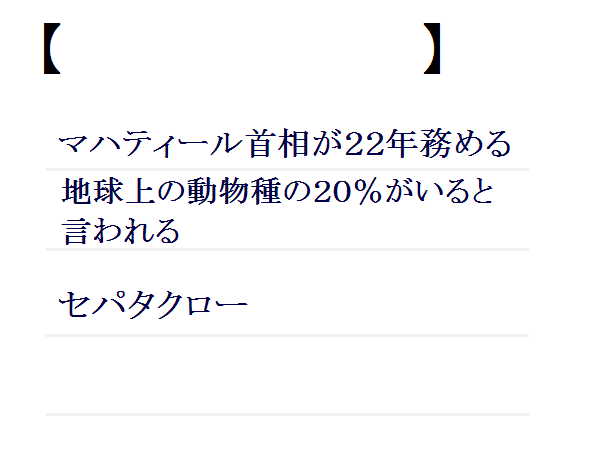 【 】
マハティール首相が22年務める
地球上の動物種の20％がいると
言われる
セパタクロー